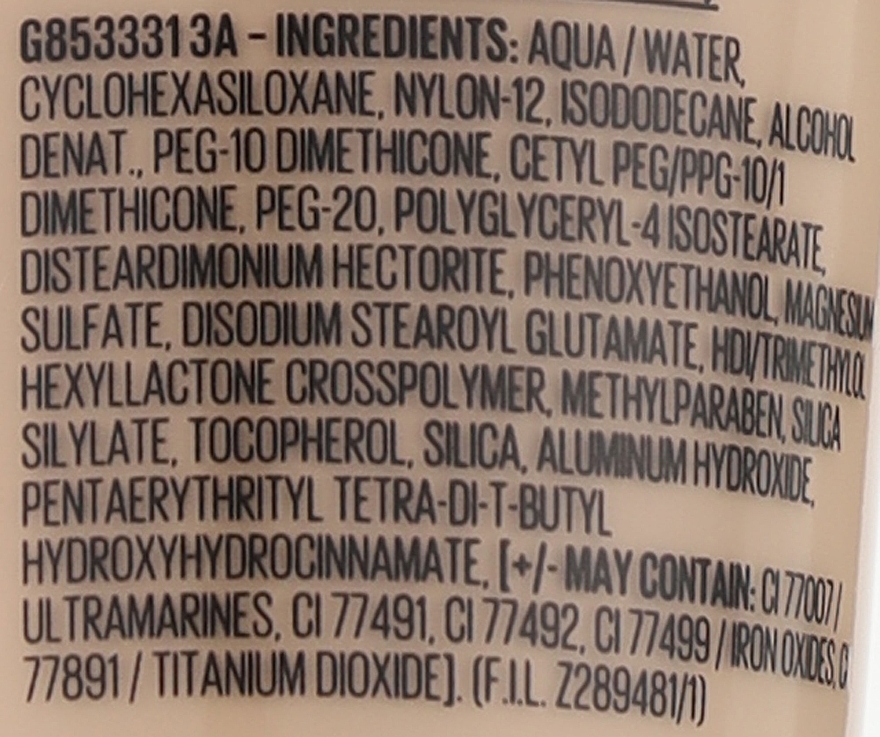 G8533313A - INGREDIENTS: AQUA / WATER,
CYCLOHEXASILOXANE, NYLON-12, ISODODECANE, ALCOHOL
DENAT., PEG-10 DIMETHICONE, CETYL PEG/PPG-10/1
DIMETHICONE, PEG-20, POLYGLYCERYL-4 ISOSTEARATE,
DISTEARDIMONIUM HECTORITE, PHENOXYETHANOL, MAGNESIUM
SULFATE, DISODIUM STEAROYL GLUTAMATE, HDI/TRIMETHYLOL
HEXYLLACTONE CROSSPOLYMER, METHYLPARABEN, SILICA
SILYLATE, TOCOPHEROL, SILICA, ALUMINUM HYDROXIDE,
PENTAERYTHRITYL TETRA-DI-T-BUTYL
HYDROXYHYDROCINNAMATE, [+/- MAY CONTAIN: CI 77007 /
ULTRAMARINES, CI 77491, CI 77492, CI 77499 / IRON OXIDES, CI
77891 / TITANIUM DIOXIDE]. (F.I.L. Z289481/1)